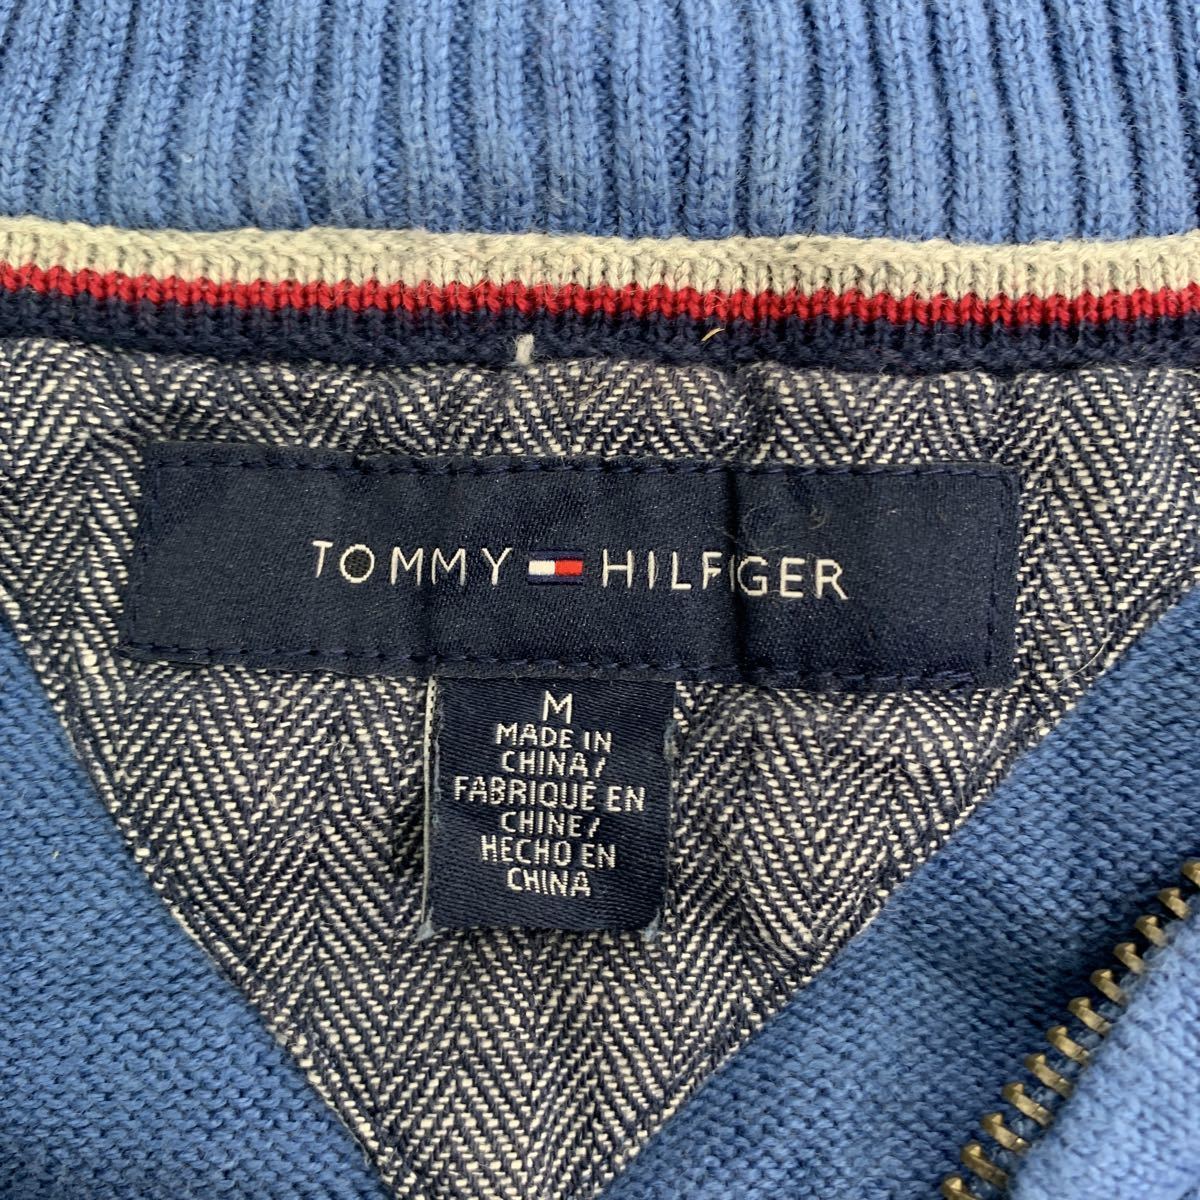 TOMMY HILFIGER
M
MADE IN
CHINA/
FABRIQUÉ EN
CHINE/
HECHO EN
CHINA